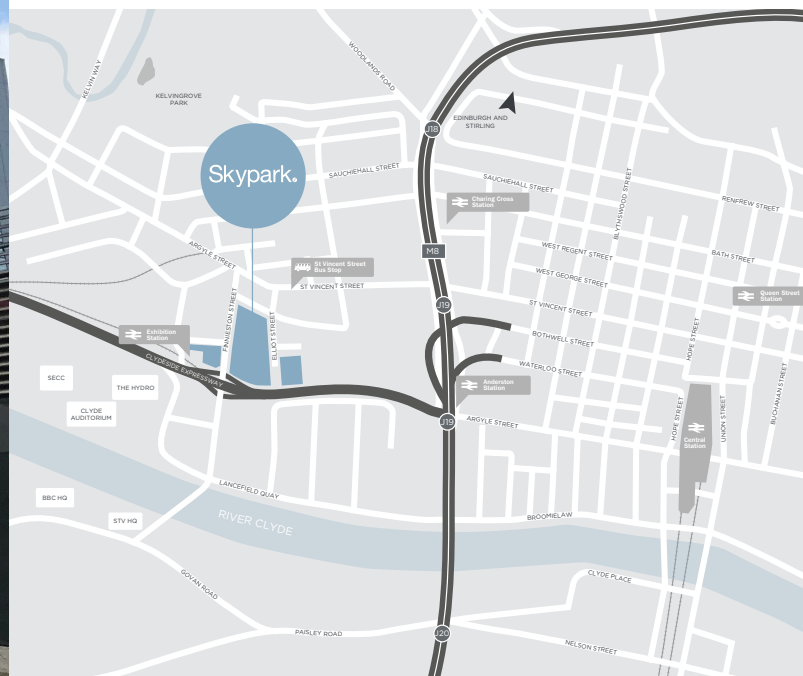 KELVIN WAY
WOODLANDS ROAD
KELVINGROVE
PARK
EDINBURGH AND
STIRLING
J18
Skypark.
SAUCHIEHALL STREET
SAUCHIEHALL STREET
Charing Cross
Station
BLYTHSWOOD STREET
RENFREW STREET
ARGYLE STREET
M8
WEST REGENT STREET
BATH STREET
St Vincent Street
Bus Stop
ST VINCENT STREET
WEST GEORGE STREET
Queen Street
Station
J19
ST VINCENT STREET
FINNIESTON STREET
ELLIOT STREET
Exhibition
Station
BOTHWELL STREET
HOPE STREET
CLYDESIDE EXPRESSWAY
WATERLOO STREET
SECC
THE HYDRO
Anderston
Station
BUCHANAN STREET
CLYDE
AUDITORIUM
J19
ARGYLE STREET
HOPE STREET
UNION STREET
Central
Station
LANCEFIELD QUAY
BBC HQ
STV HQ
RIVER CLYDE
BROOMIELAW
GOVAN ROAD
CLYDE PLACE
PAISLEY ROAD
J20
NELSON STREET